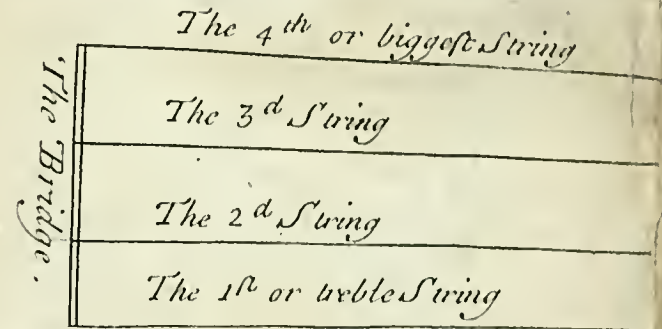 The 4th or biggeſt String
The 3d String
The 2d String
The 1ſt or treble String
The Bridge.